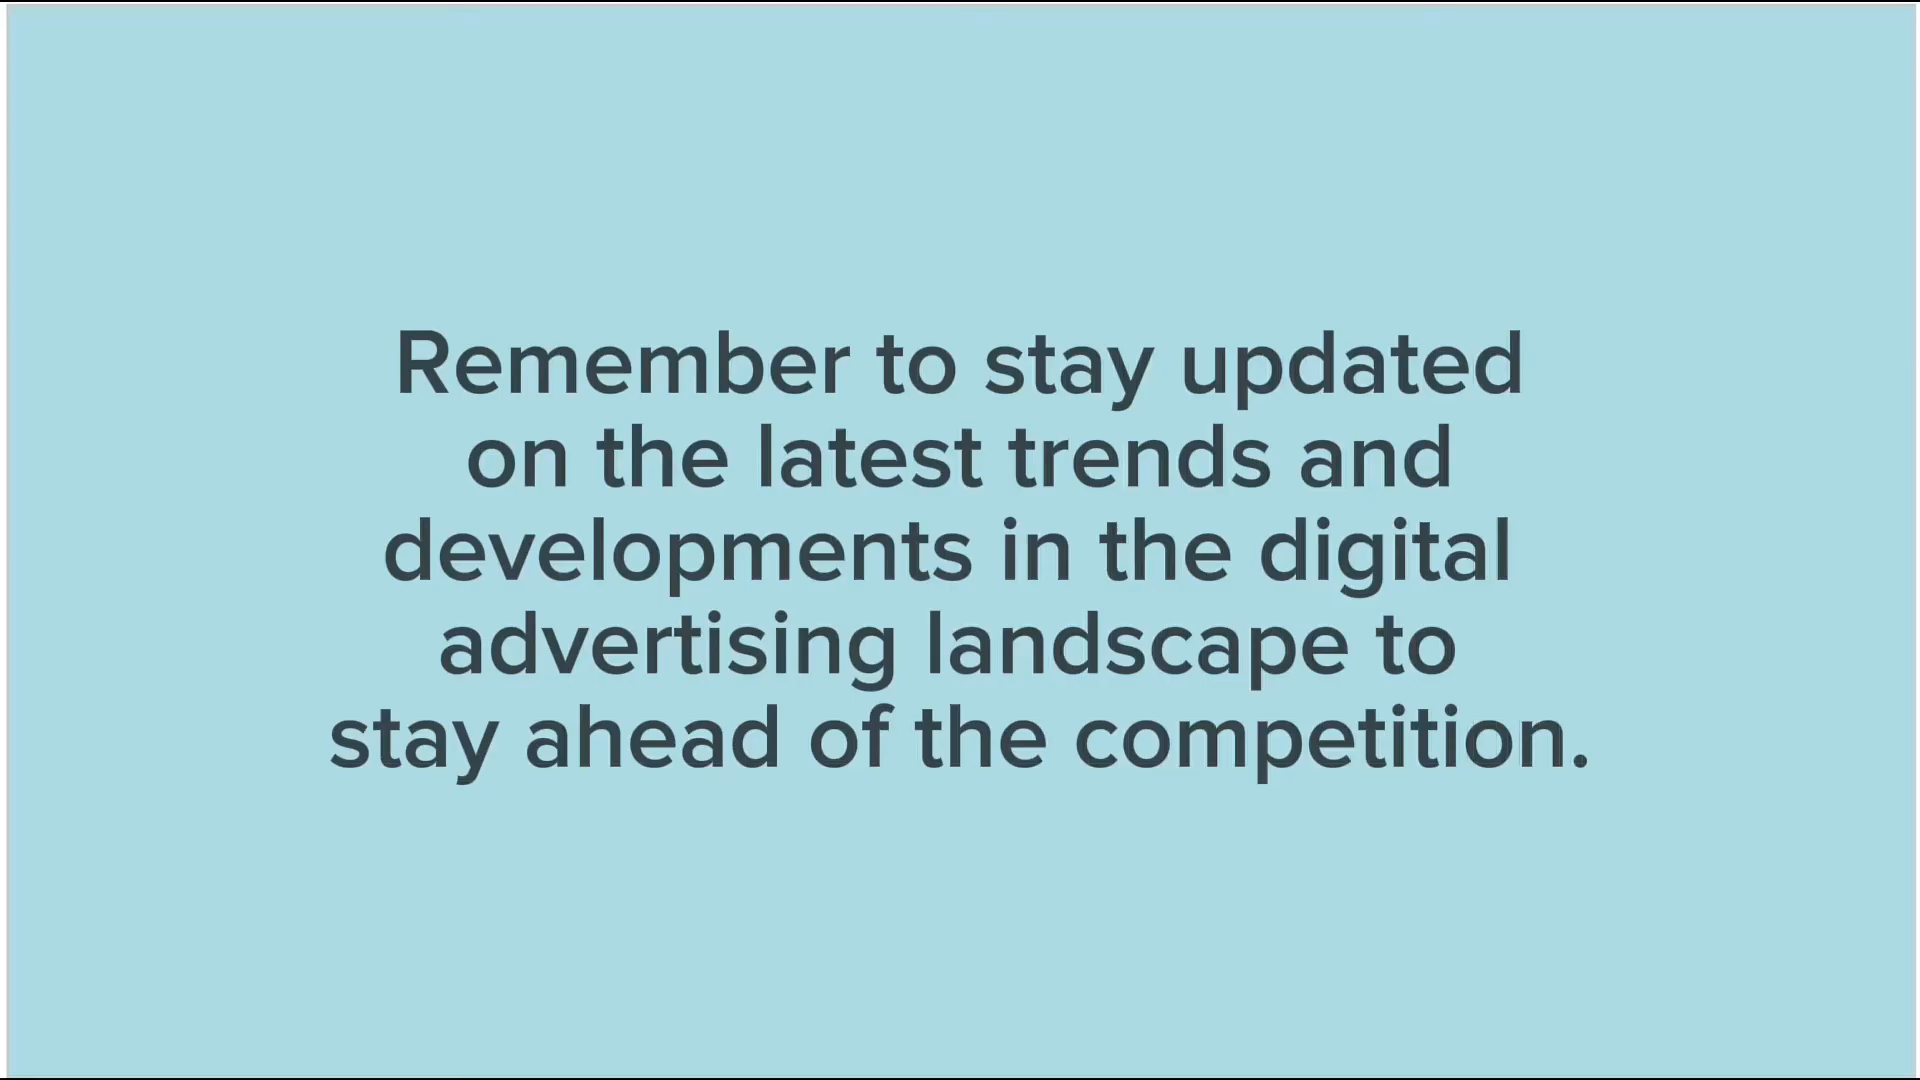 Remember to stay updated
on the latest trends and
developments in the digital
advertising landscape to
stay ahead of the competition.